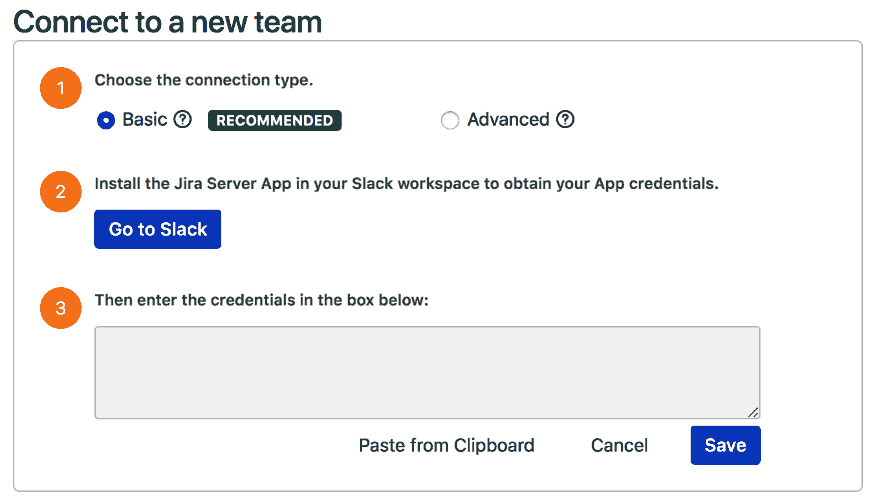 Connect to a new team
1
Choose the connection type.
Basic ? RECOMMENDED Advanced ?
2
Install the Jira Server App in your Slack workspace to obtain your App credentials.
Go to Slack
3
Then enter the credentials in the box below:
Paste from Clipboard Cancel Save